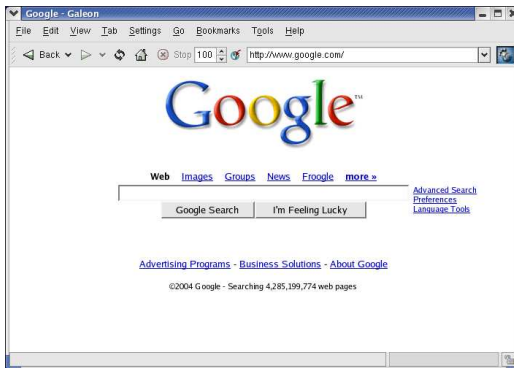 Google - Galeon
File Edit View Tab Settings Go Bookmarks Tools Help
Back Stop 100 http://www.google.com/
Google™
Web Images Groups News Froogle more »
Advanced Search
Preferences
Language Tools
Google Search I'm Feeling Lucky
Advertising Programs - Business Solutions - About Google
©2004 Google - Searching 4,285,199,774 web pages